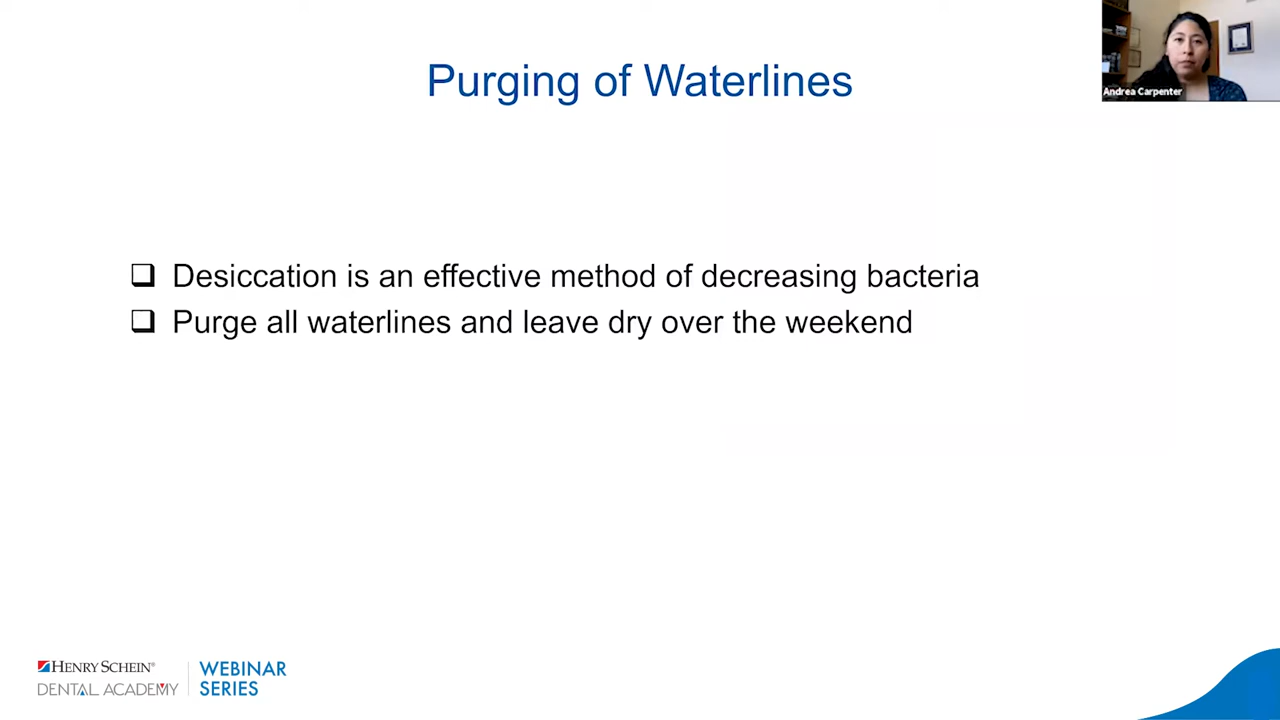 Purging of Waterlines
Andrea Carpenter
Desiccation is an effective method of decreasing bacteria
Purge all waterlines and leave dry over the weekend
HENRY SCHEIN®
DENTAL ACADEMY
WEBINAR
SERIES